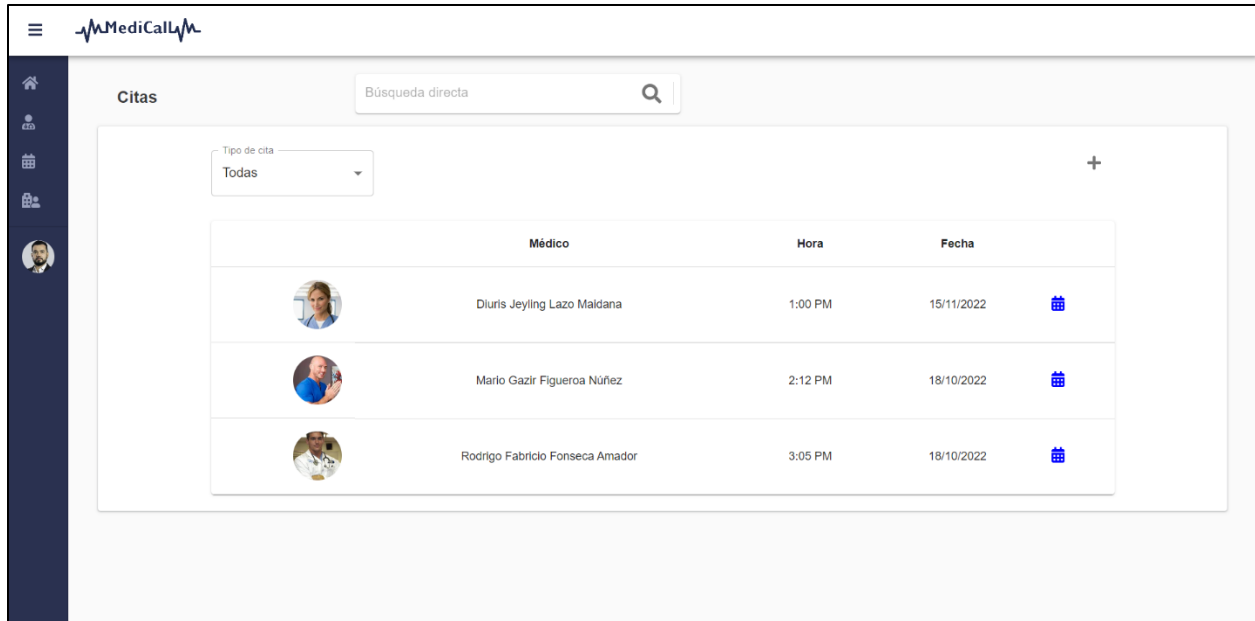 MediCall
Citas
Búsqueda directa
Tipo de cita
Todas
Médico Hora Fecha
Diuris Jeyling Lazo Maldana 1:00 PM 15/11/2022
Mario Gazir Figueroa Núñez 2:12 PM 18/10/2022
Rodrigo Fabricio Fonseca Amador 3:05 PM 18/10/2022